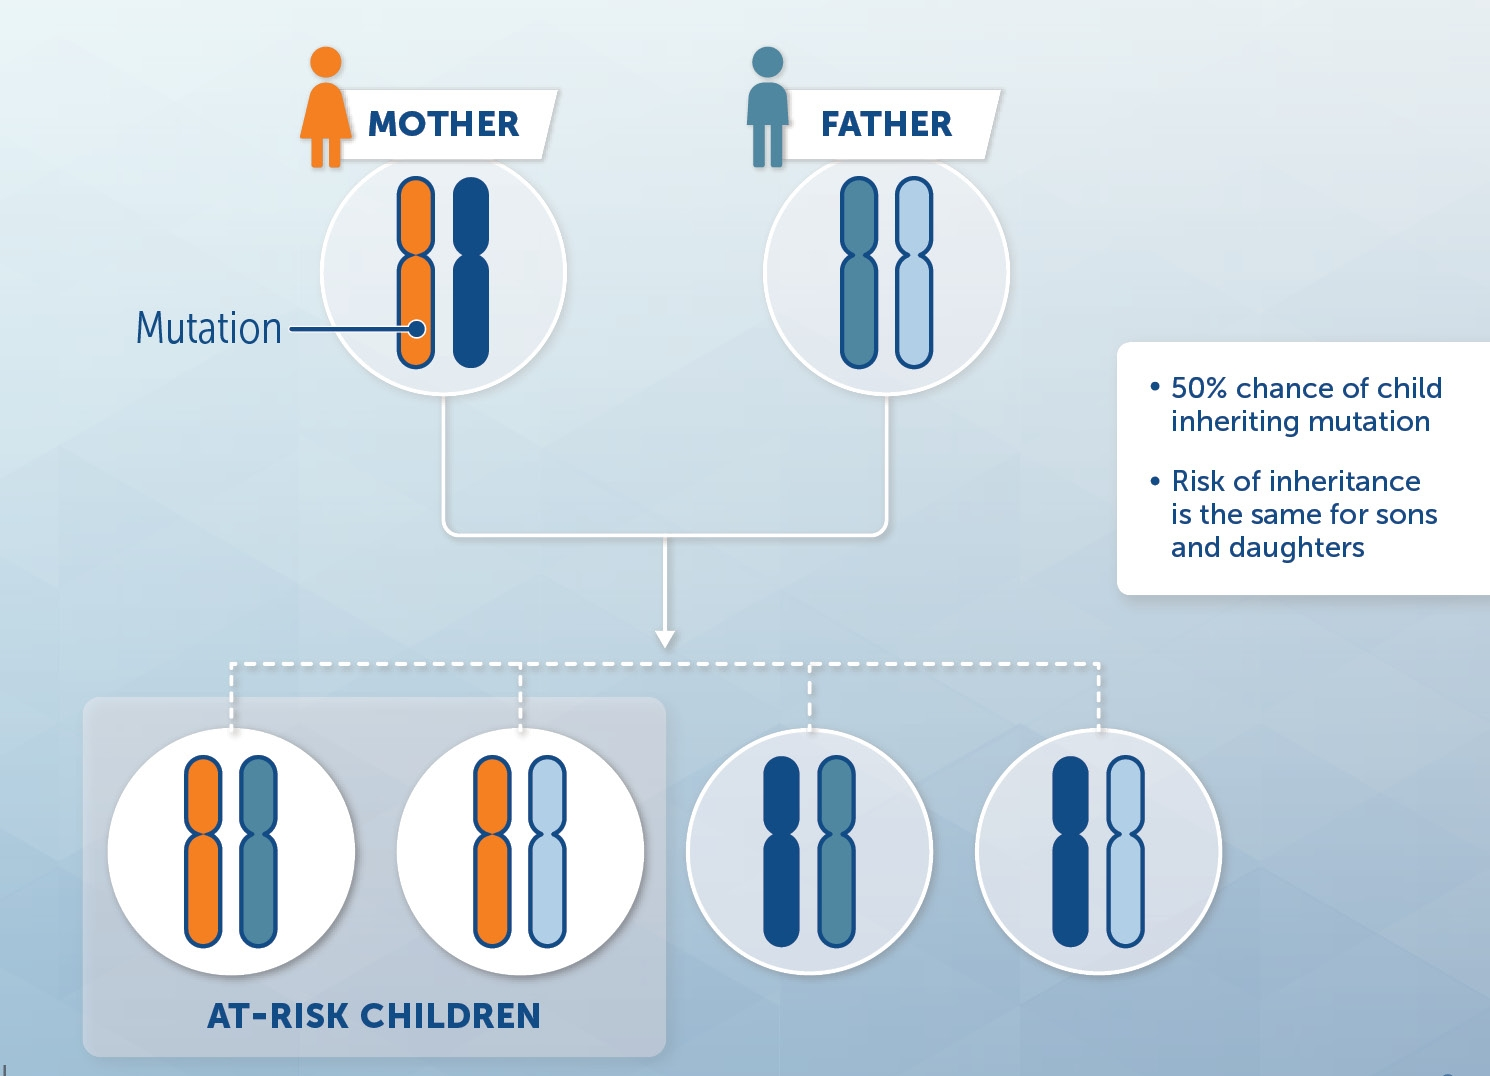 MOTHER
FATHER
Mutation
• 50% chance of child
inheriting mutation
• Risk of inheritance
is the same for sons
and daughters
AT-RISK CHILDREN